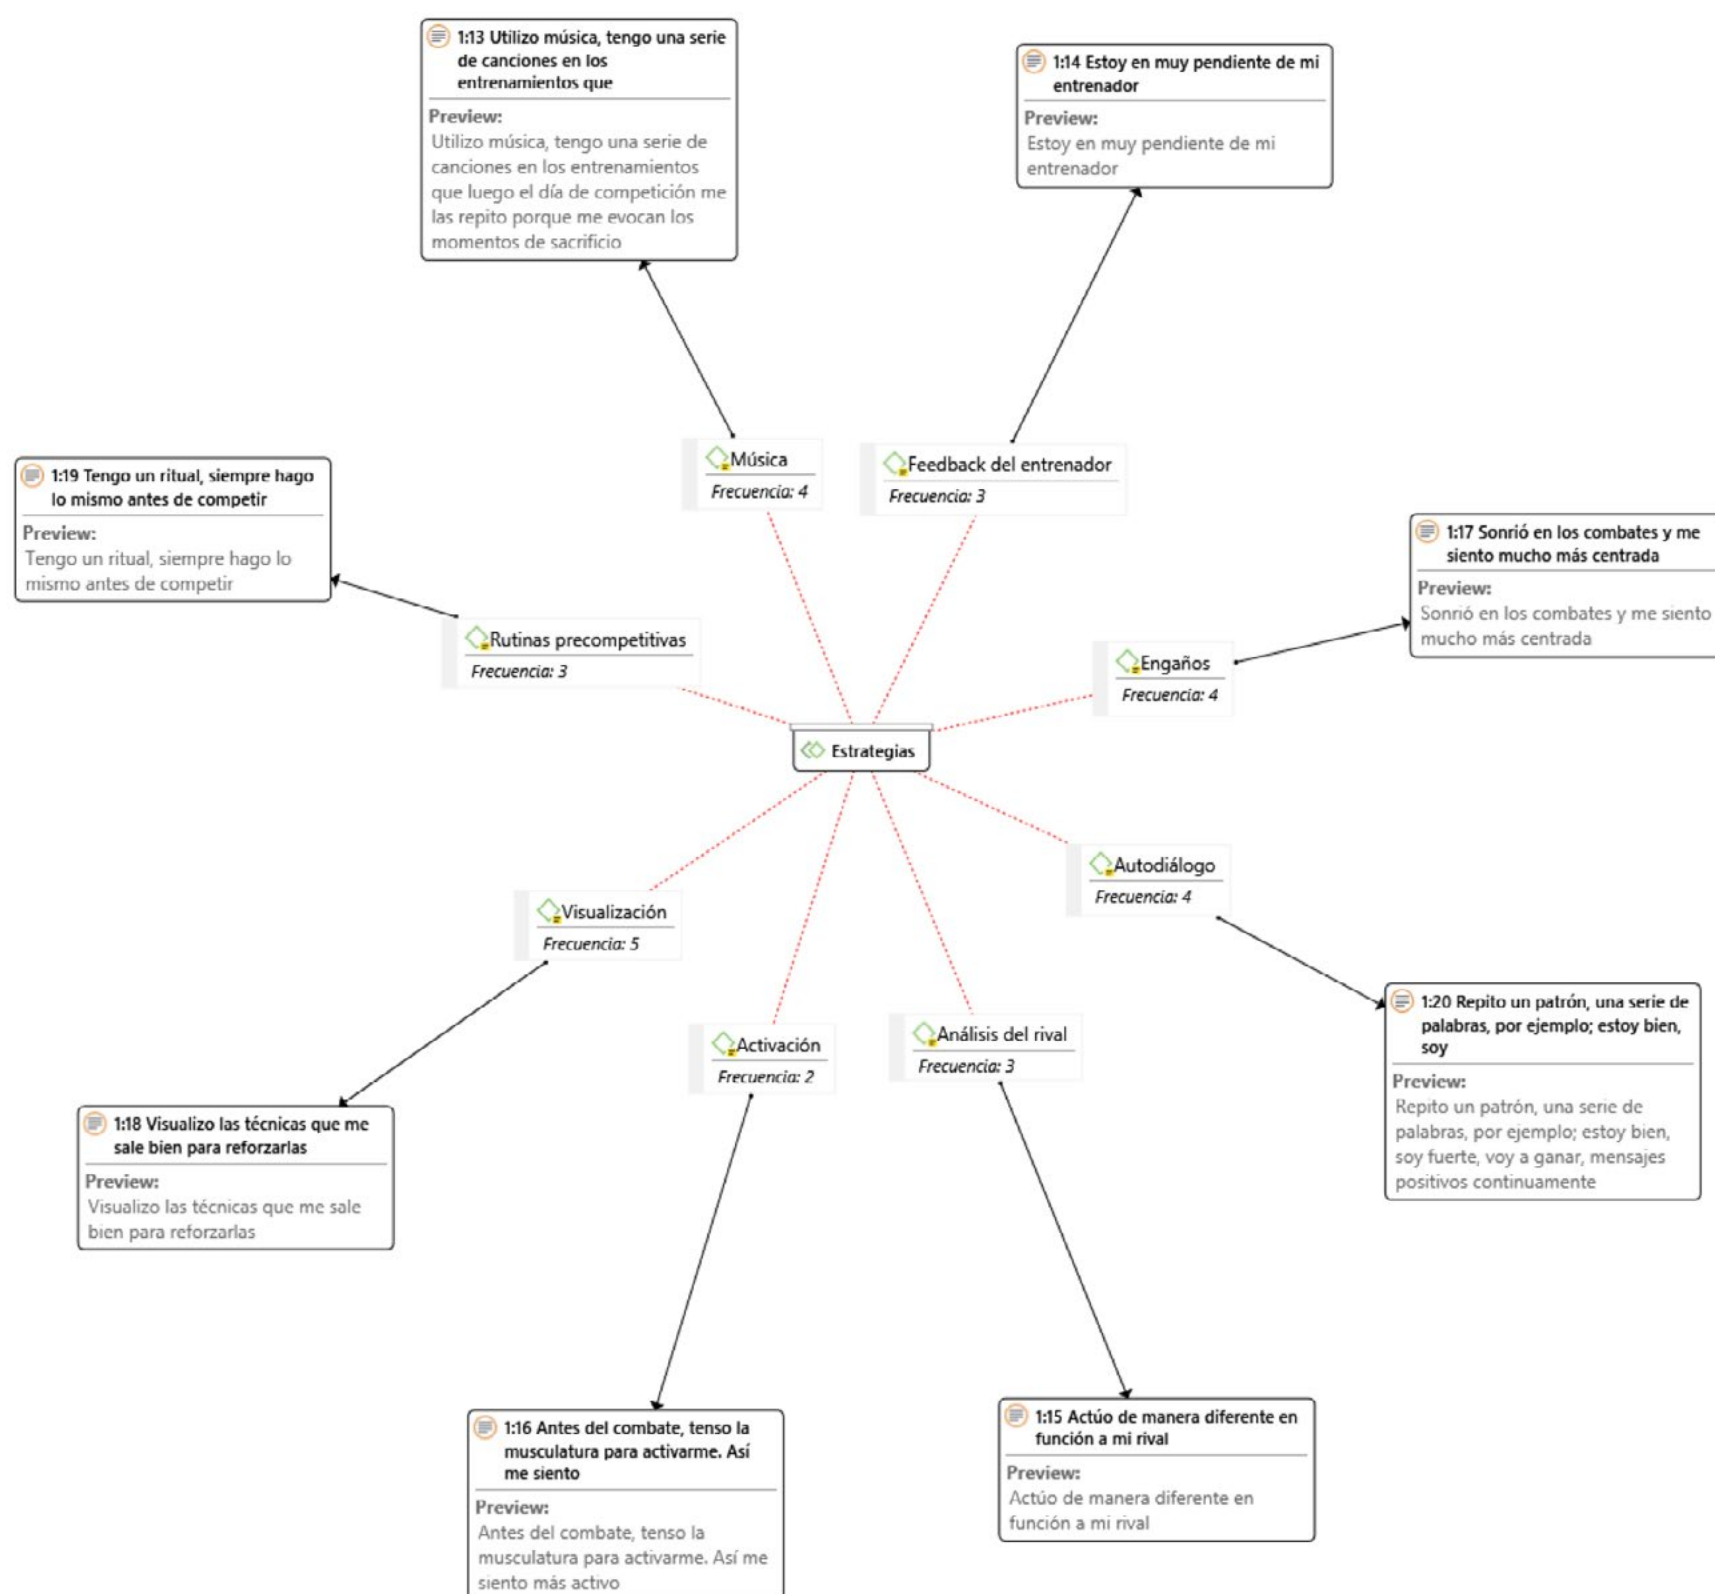 1:13 Utilizo música, tengo una serie
de canciones en los
entrenamientos que
Preview:
Utilizo música, tengo una serie de
canciones en los entrenamientos
que luego el día de competición me
las repito porque me evocan los
momentos de sacrificio
1:14 Estoy en muy pendiente de mi
entrenador
Preview:
Estoy en muy pendiente de mi
entrenador
Música
Frecuencia: 4
Feedback del entrenador
Frecuencia: 3
1:19 Tengo un ritual, siempre hago
lo mismo antes de competir
Preview:
Tengo un ritual, siempre hago lo
mismo antes de competir
1:17 Sonrió en los combates y me
siento mucho más centrada
Preview:
Sonrió en los combates y me siento
mucho más centrada
Rutinas precompetitivas
Frecuencia: 3
Engaños
Frecuencia: 4
Estrategias
Autodiálogo
Frecuencia: 4
Visualización
Frecuencia: 5
1:20 Repito un patrón, una serie de
palabras, por ejemplo; estoy bien,
soy
Preview:
Repito un patrón, una serie de
palabras, por ejemplo; estoy bien,
soy fuerte, voy a ganar, mensajes
positivos continuamente
Activación
Frecuencia: 2
Análisis del rival
Frecuencia: 3
1:18 Visualizo las técnicas que me
sale bien para reforzarlas
Preview:
Visualizo las técnicas que me sale
bien para reforzarlas
1:16 Antes del combate, tenso la
musculatura para activarme. Así
me siento
Preview:
Antes del combate, tenso la
musculatura para activarme. Así me
siento más activo
1:15 Actúo de manera diferente en
función a mi rival
Preview:
Actúo de manera diferente en
función a mi rival